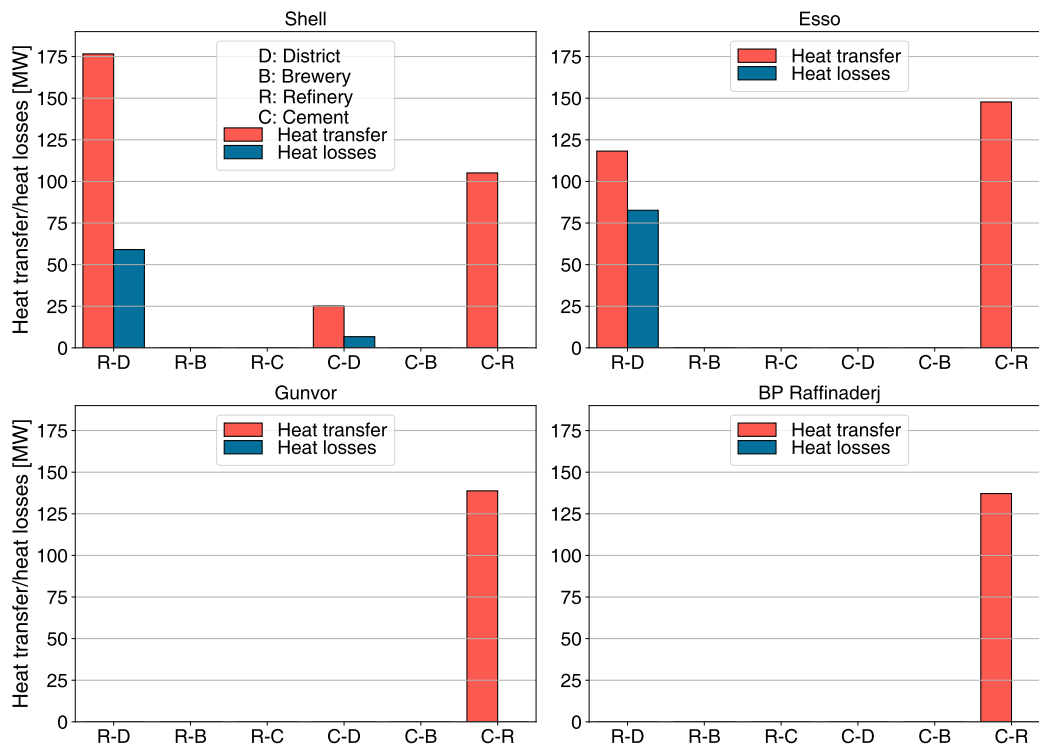 Shell
Heat transfer/heat losses [MW]
175
150
125
100
75
50
25
0
D: District
B: Brewery
R: Refinery
C: Cement
Heat transfer
Heat losses
R-D R-B R-C C-D C-B C-R
Esso
175
150
125
100
75
50
25
0
Heat transfer
Heat losses
R-D R-B R-C C-D C-B C-R
Gunvor
Heat transfer/heat losses [MW]
175
150
125
100
75
50
25
0
Heat transfer
Heat losses
R-D R-B R-C C-D C-B C-R
BP Raffinaderj
175
150
125
100
75
50
25
0
Heat transfer
Heat losses
R-D R-B R-C C-D C-B C-R